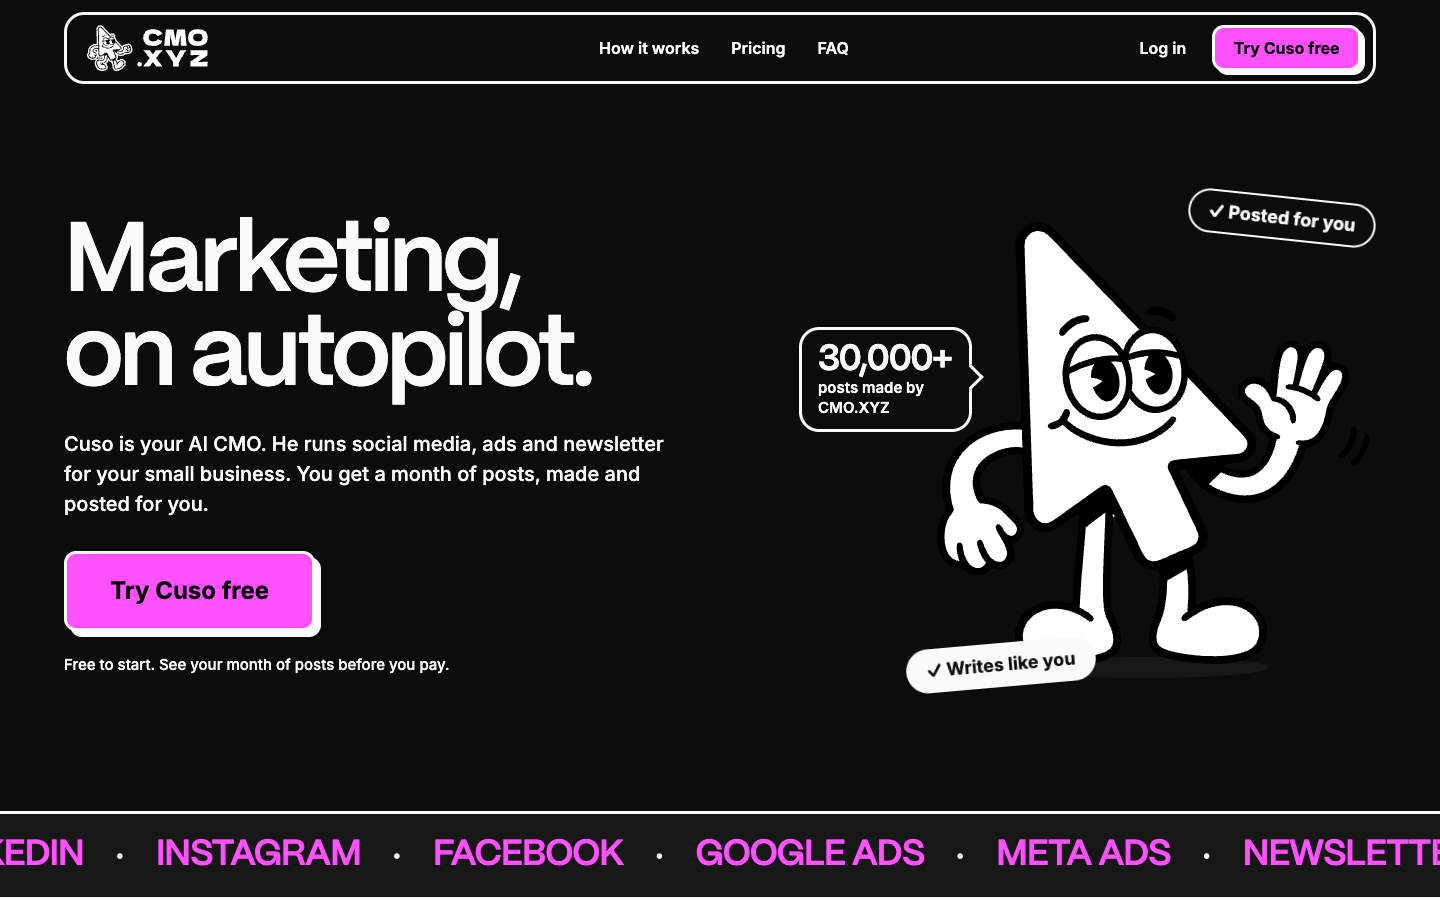 CMO
.XYZ
How it works
Pricing
FAQ
Log in
Try Cuso free
Marketing,
on autopilot.
Cuso is your AI CMO. He runs social media, ads and newsletter
for your small business. You get a month of posts, made and
posted for you.
Try Cuso free
Free to start. See your month of posts before you pay.
✓ Posted for you
30,000+
posts made by
CMO.XYZ
✓ Writes like you
KEDIN • INSTAGRAM • FACEBOOK • GOOGLE ADS • META ADS • NEWSLETTE